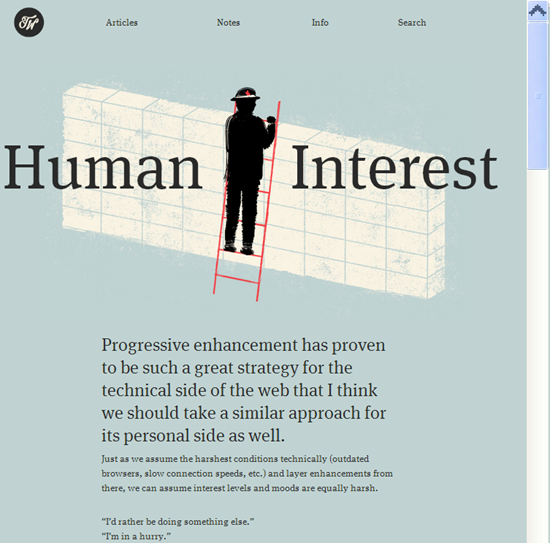 TW
Articles Notes Info Search
Human Interest
Progressive enhancement has proven
to be such a great strategy for the
technical side of the web that I think
we should take a similar approach for
its personal side as well.
Just as we assume the harshest conditions technically (outdated
browsers, slow connection speeds, etc.) and layer enhancements from
there, we can assume interest levels and moods are equally harsh.
“I’d rather be doing something else.”
“I’m in a hurry.”